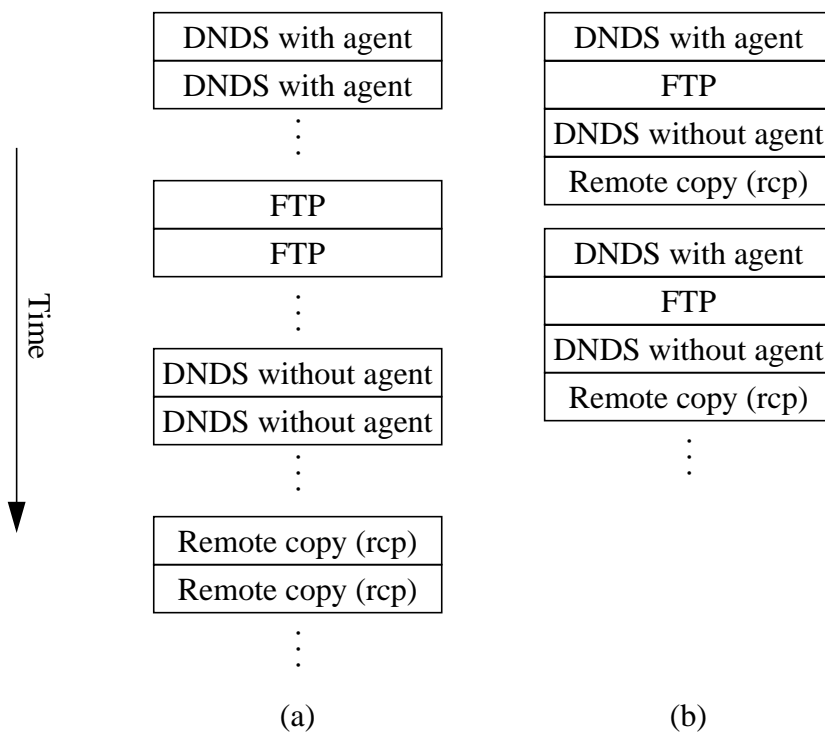 Time
DNDS with agent
DNDS with agent
FTP
FTP
DNDS without agent
DNDS without agent
Remote copy (rcp)
Remote copy (rcp)
(a)
DNDS with agent
FTP
DNDS without agent
Remote copy (rcp)
DNDS with agent
FTP
DNDS without agent
Remote copy (rcp)
(b)